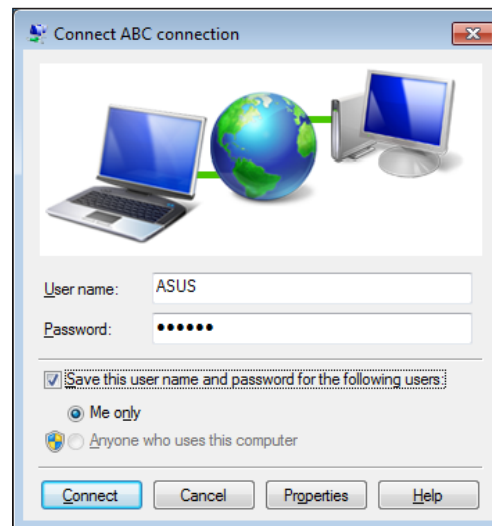 Connect ABC connection
User name: ASUS
Password: ••••••
Save this user name and password for the following users:
Me only
Anyone who uses this computer
Connect Cancel Properties Help